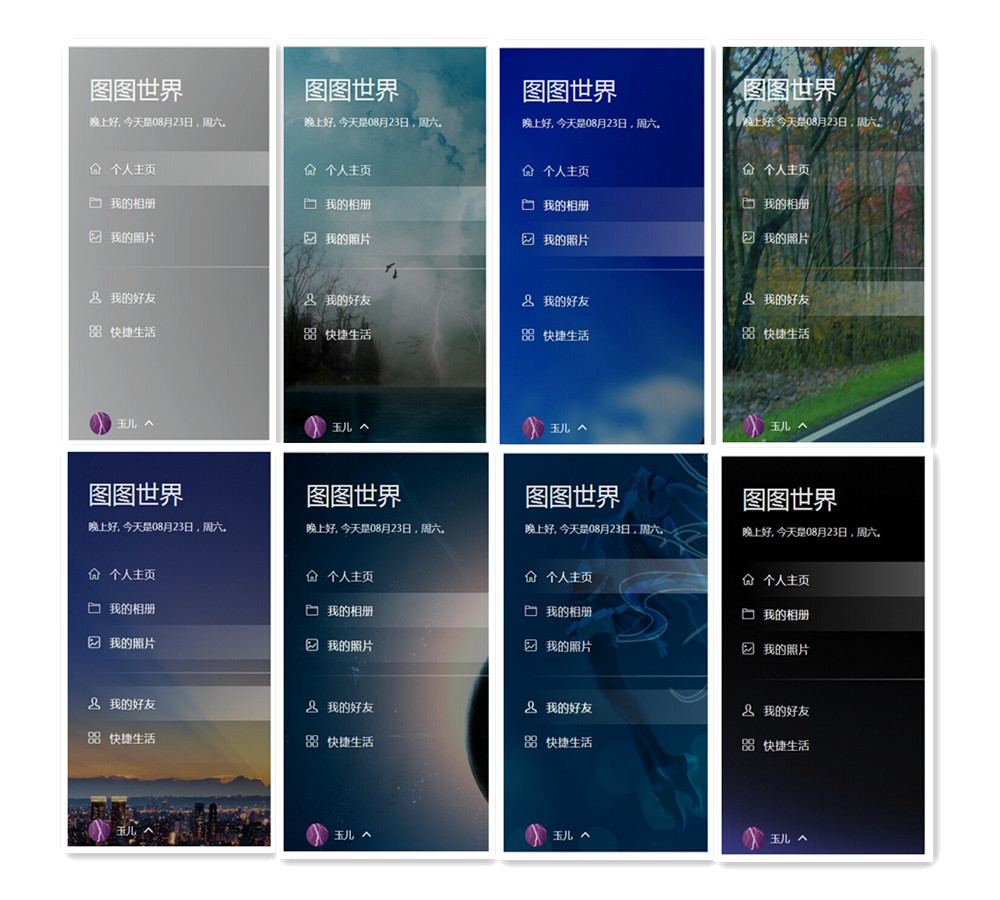 图图世界
晚上好, 今天是08月23日，周六。
个人主页
我的相册
我的照片
我的好友
快捷生活
玉儿
图图世界
晚上好, 今天是08月23日，周六。
个人主页
我的相册
我的照片
我的好友
快捷生活
玉儿
图图世界
晚上好, 今天是08月23日，周六。
个人主页
我的相册
我的照片
我的好友
快捷生活
玉儿
图图世界
晚上好, 今天是08月23日，周六。
个人主页
我的相册
我的照片
我的好友
快捷生活
玉儿
图图世界
晚上好, 今天是08月23日，周六。
个人主页
我的相册
我的照片
我的好友
快捷生活
玉儿
图图世界
晚上好, 今天是08月23日，周六。
个人主页
我的相册
我的照片
我的好友
快捷生活
玉儿
图图世界
晚上好, 今天是08月23日，周六。
个人主页
我的相册
我的照片
我的好友
快捷生活
玉儿
图图世界
晚上好, 今天是08月23日，周六。
个人主页
我的相册
我的照片
我的好友
快捷生活
玉儿